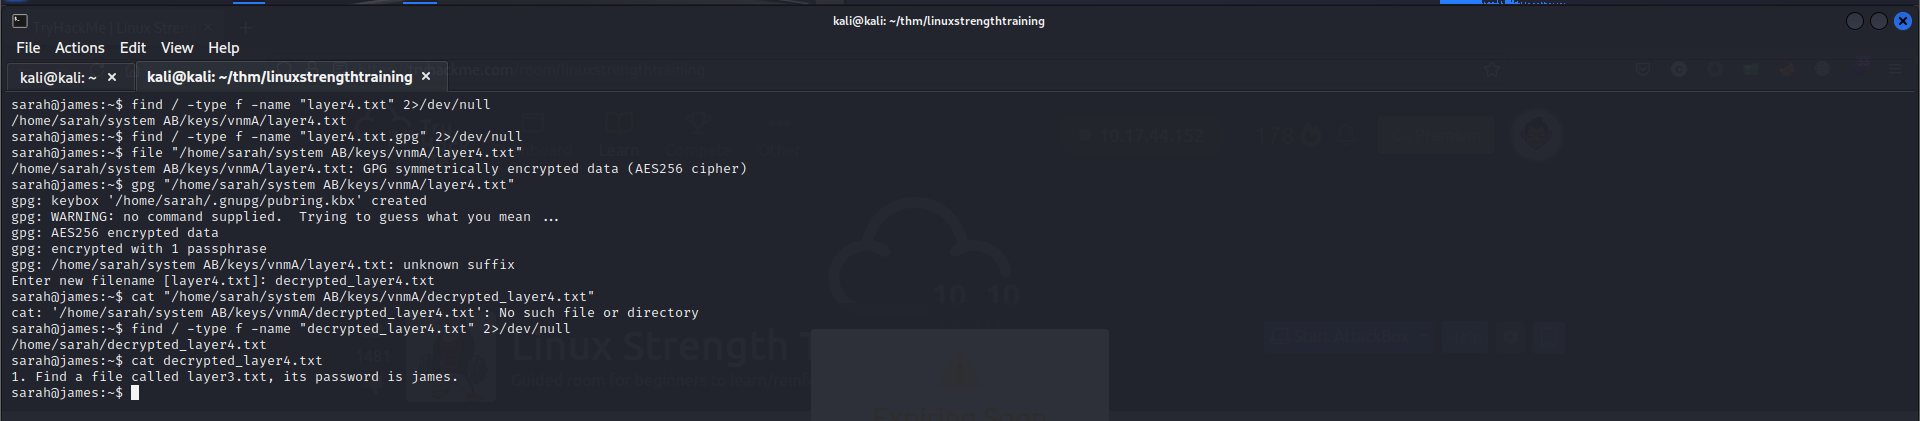 kali@kali: ~/thm/linuxstrengthtraining
TryHackMe | Linux Stren
File Actions Edit View Help
kali@kali: ~ × kali@kali: ~/thm/linuxstrengthtraining ×
sarah@james:~$ find / -type f -name "layer4.txt" 2>/dev/null
/home/sarah/system AB/keys/vnmA/layer4.txt
sarah@james:~$ find / -type f -name "layer4.txt.gpg" 2>/dev/null
sarah@james:~$ file "/home/sarah/system AB/keys/vnmA/layer4.txt"
/home/sarah/system AB/keys/vnmA/layer4.txt: GPG symmetrically encrypted data (AES256 cipher)
sarah@james:~$ gpg "/home/sarah/system AB/keys/vnmA/layer4.txt"
gpg: keybox '/home/sarah/.gnupg/pubring.kbx' created
gpg: WARNING: no command supplied.  Trying to guess what you mean ...
gpg: AES256 encrypted data
gpg: encrypted with 1 passphrase
gpg: /home/sarah/system AB/keys/vnmA/layer4.txt: unknown suffix
Enter new filename [layer4.txt]: decrypted_layer4.txt
sarah@james:~$ cat "/home/sarah/system AB/keys/vnmA/decrypted_layer4.txt"
cat: '/home/sarah/system AB/keys/vnmA/decrypted_layer4.txt': No such file or directory
sarah@james:~$ find / -type f -name "decrypted_layer4.txt" 2>/dev/null
/home/sarah/decrypted_layer4.txt
sarah@james:~$ cat decrypted_layer4.txt
1. Find a file called layer3.txt, its password is james.
sarah@james:~$
Linux Strength T
Expiring Soon